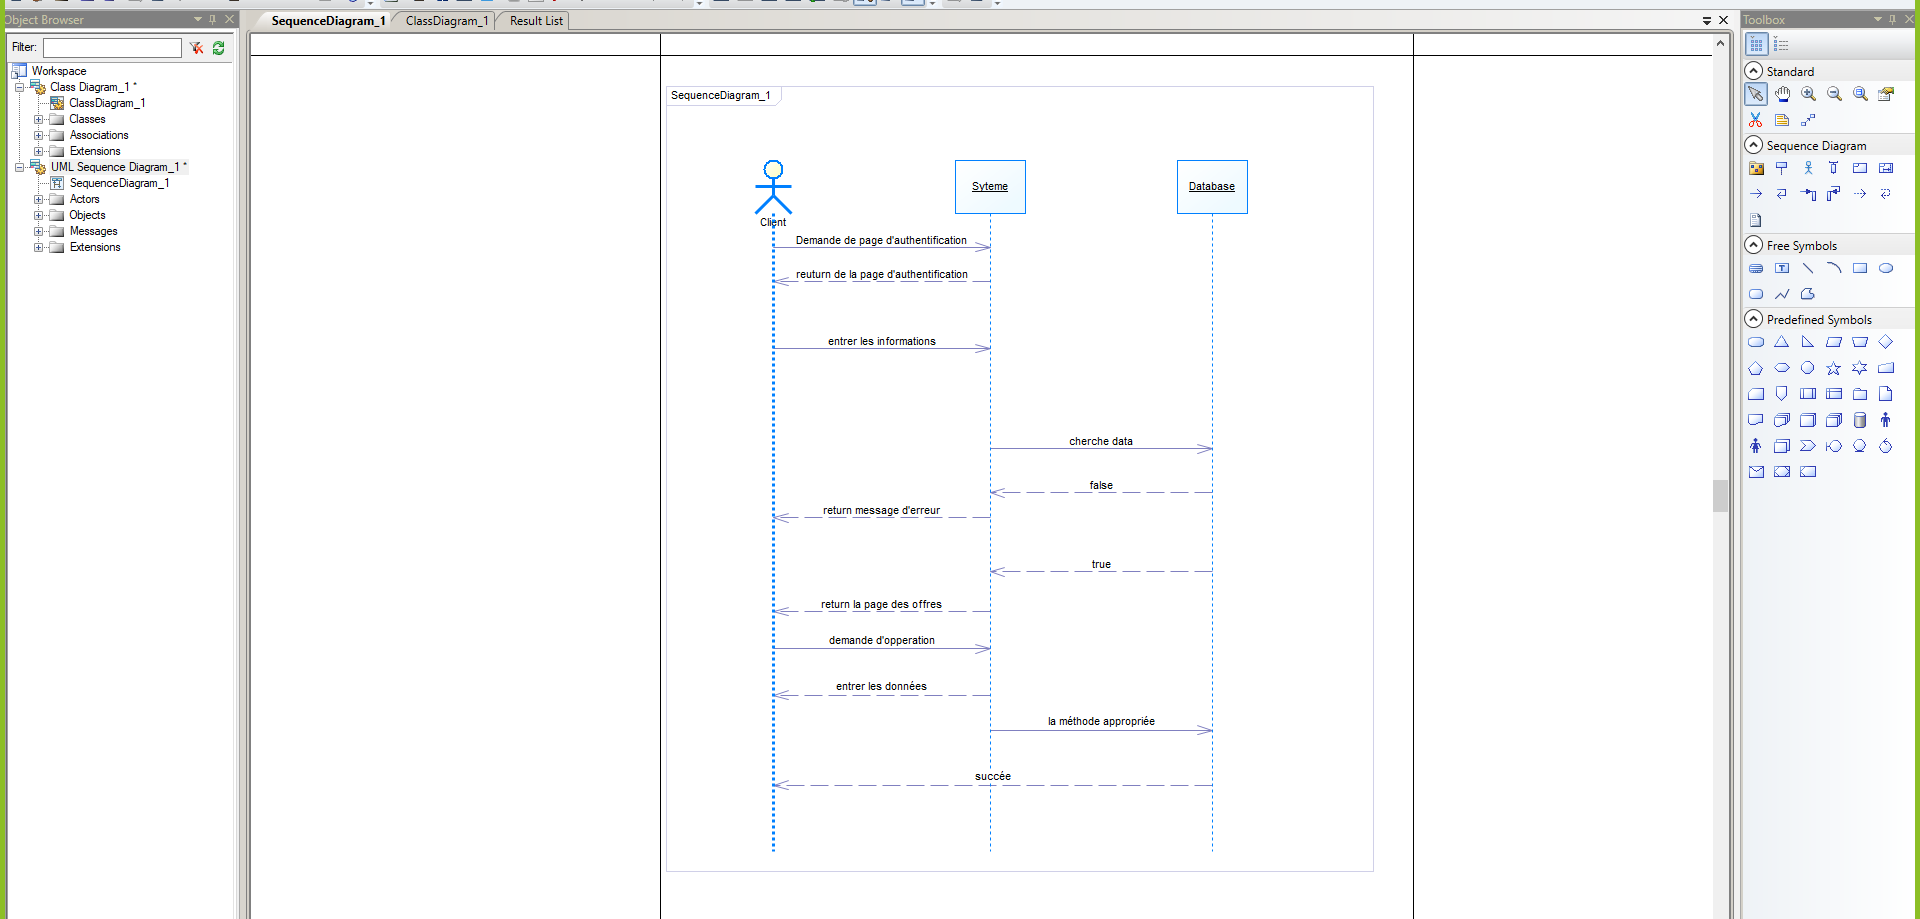 Object Browser
Filter:
Workspace
Class Diagram_1 *
ClassDiagram_1
Classes
Associations
Extensions
UML Sequence Diagram_1 *
SequenceDiagram_1
Actors
Objects
Messages
Extensions
SequenceDiagram_1
ClassDiagram_1
Result List
SequenceDiagram_1
Client
Syteme
Database
Demande de page d'authentification
reuturn de la page d'authentification
entrer les informations
cherche data
false
return message d'erreur
true
return la page des offres
demande d'opperation
entrer les données
la méthode appropriée
succée
Toolbox
Standard
Sequence Diagram
Free Symbols
Predefined Symbols